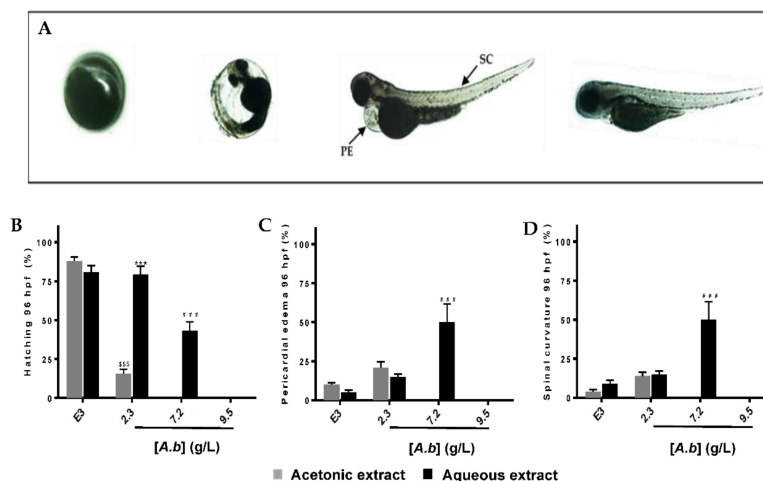 A
SC
PE
B
C
D
Hatching 96 hpf (%)
100
75
50
25
0
$$$
***
E3
2.3
7.2
9.5
[A.b] (g/L)
Pericardial edema 96 hpf (%)
100
75
50
25
0
E3
2.3
7.2
9.5
[A.b] (g/L)
Spinal curvature 96 hpf (%)
100
75
50
25
0
E3
2.3
7.2
9.5
[A.b] (g/L)
Acetonic extract
Aqueous extract